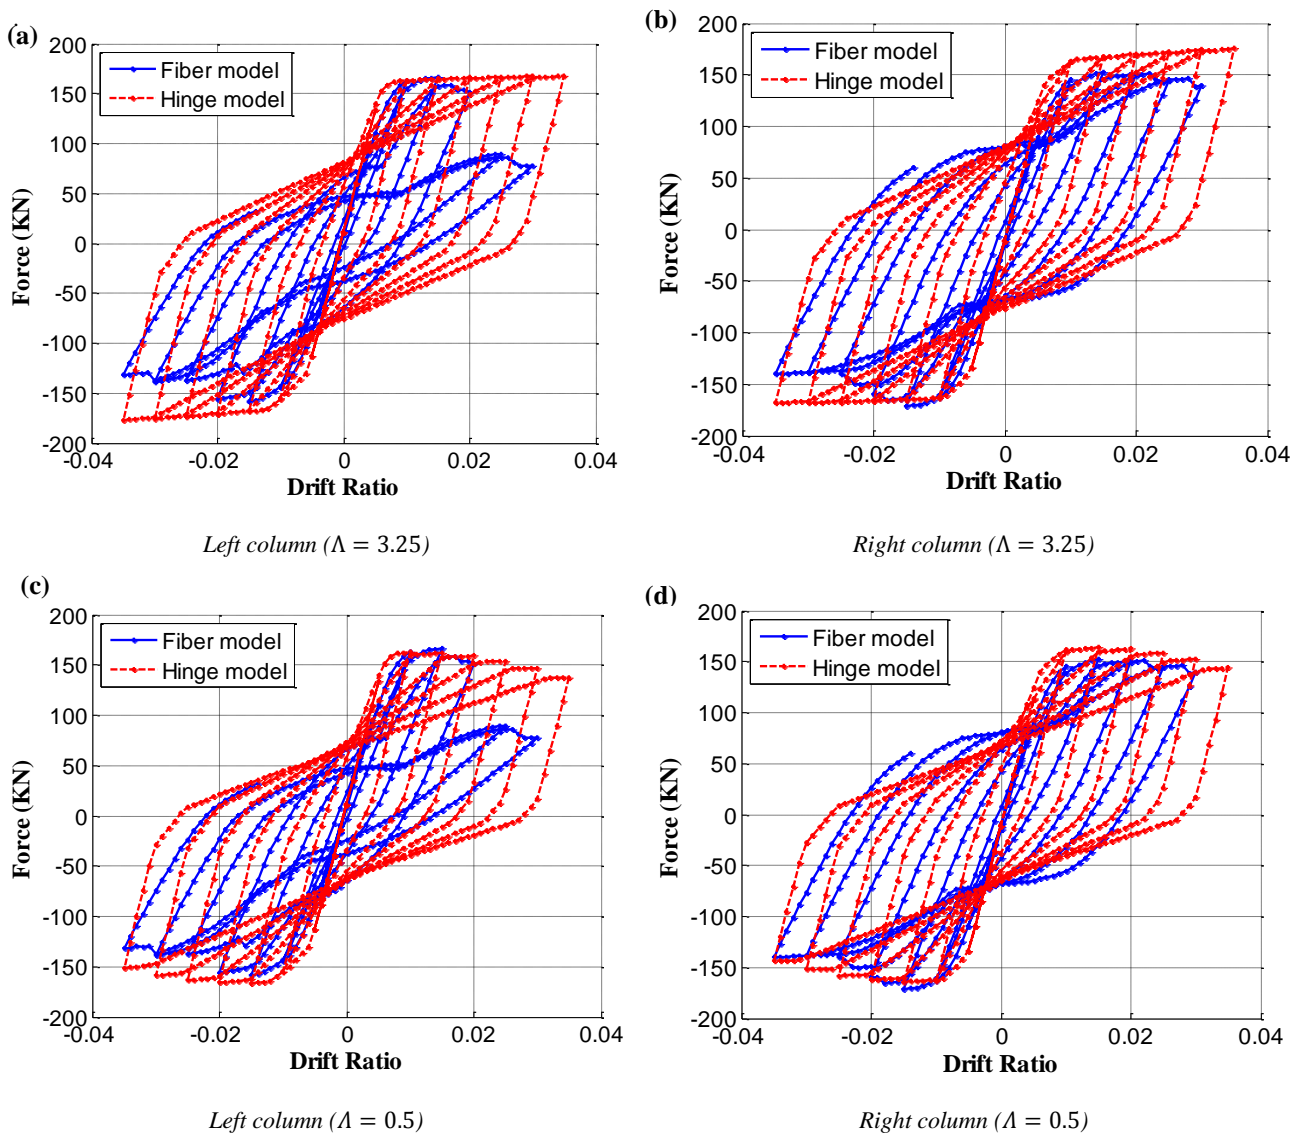 (a)
200
150
100
50
0
-50
-100
-150
-200
-0.04
-0.02
0
0.02
0.04
Force (KN)
Drift Ratio
Fiber model
Hinge model
Left column (Λ = 3.25)
(b)
200
150
100
50
0
-50
-100
-150
-200
-0.04
-0.02
0
0.02
0.04
Force (KN)
Drift Ratio
Fiber model
Hinge model
Right column (Λ = 3.25)
(c)
200
150
100
50
0
-50
-100
-150
-200
-0.04
-0.02
0
0.02
0.04
Force (KN)
Drift Ratio
Fiber model
Hinge model
Left column (Λ = 0.5)
(d)
200
150
100
50
0
-50
-100
-150
-200
-0.04
-0.02
0
0.02
0.04
Force (KN)
Drift Ratio
Fiber model
Hinge model
Right column (Λ = 0.5)